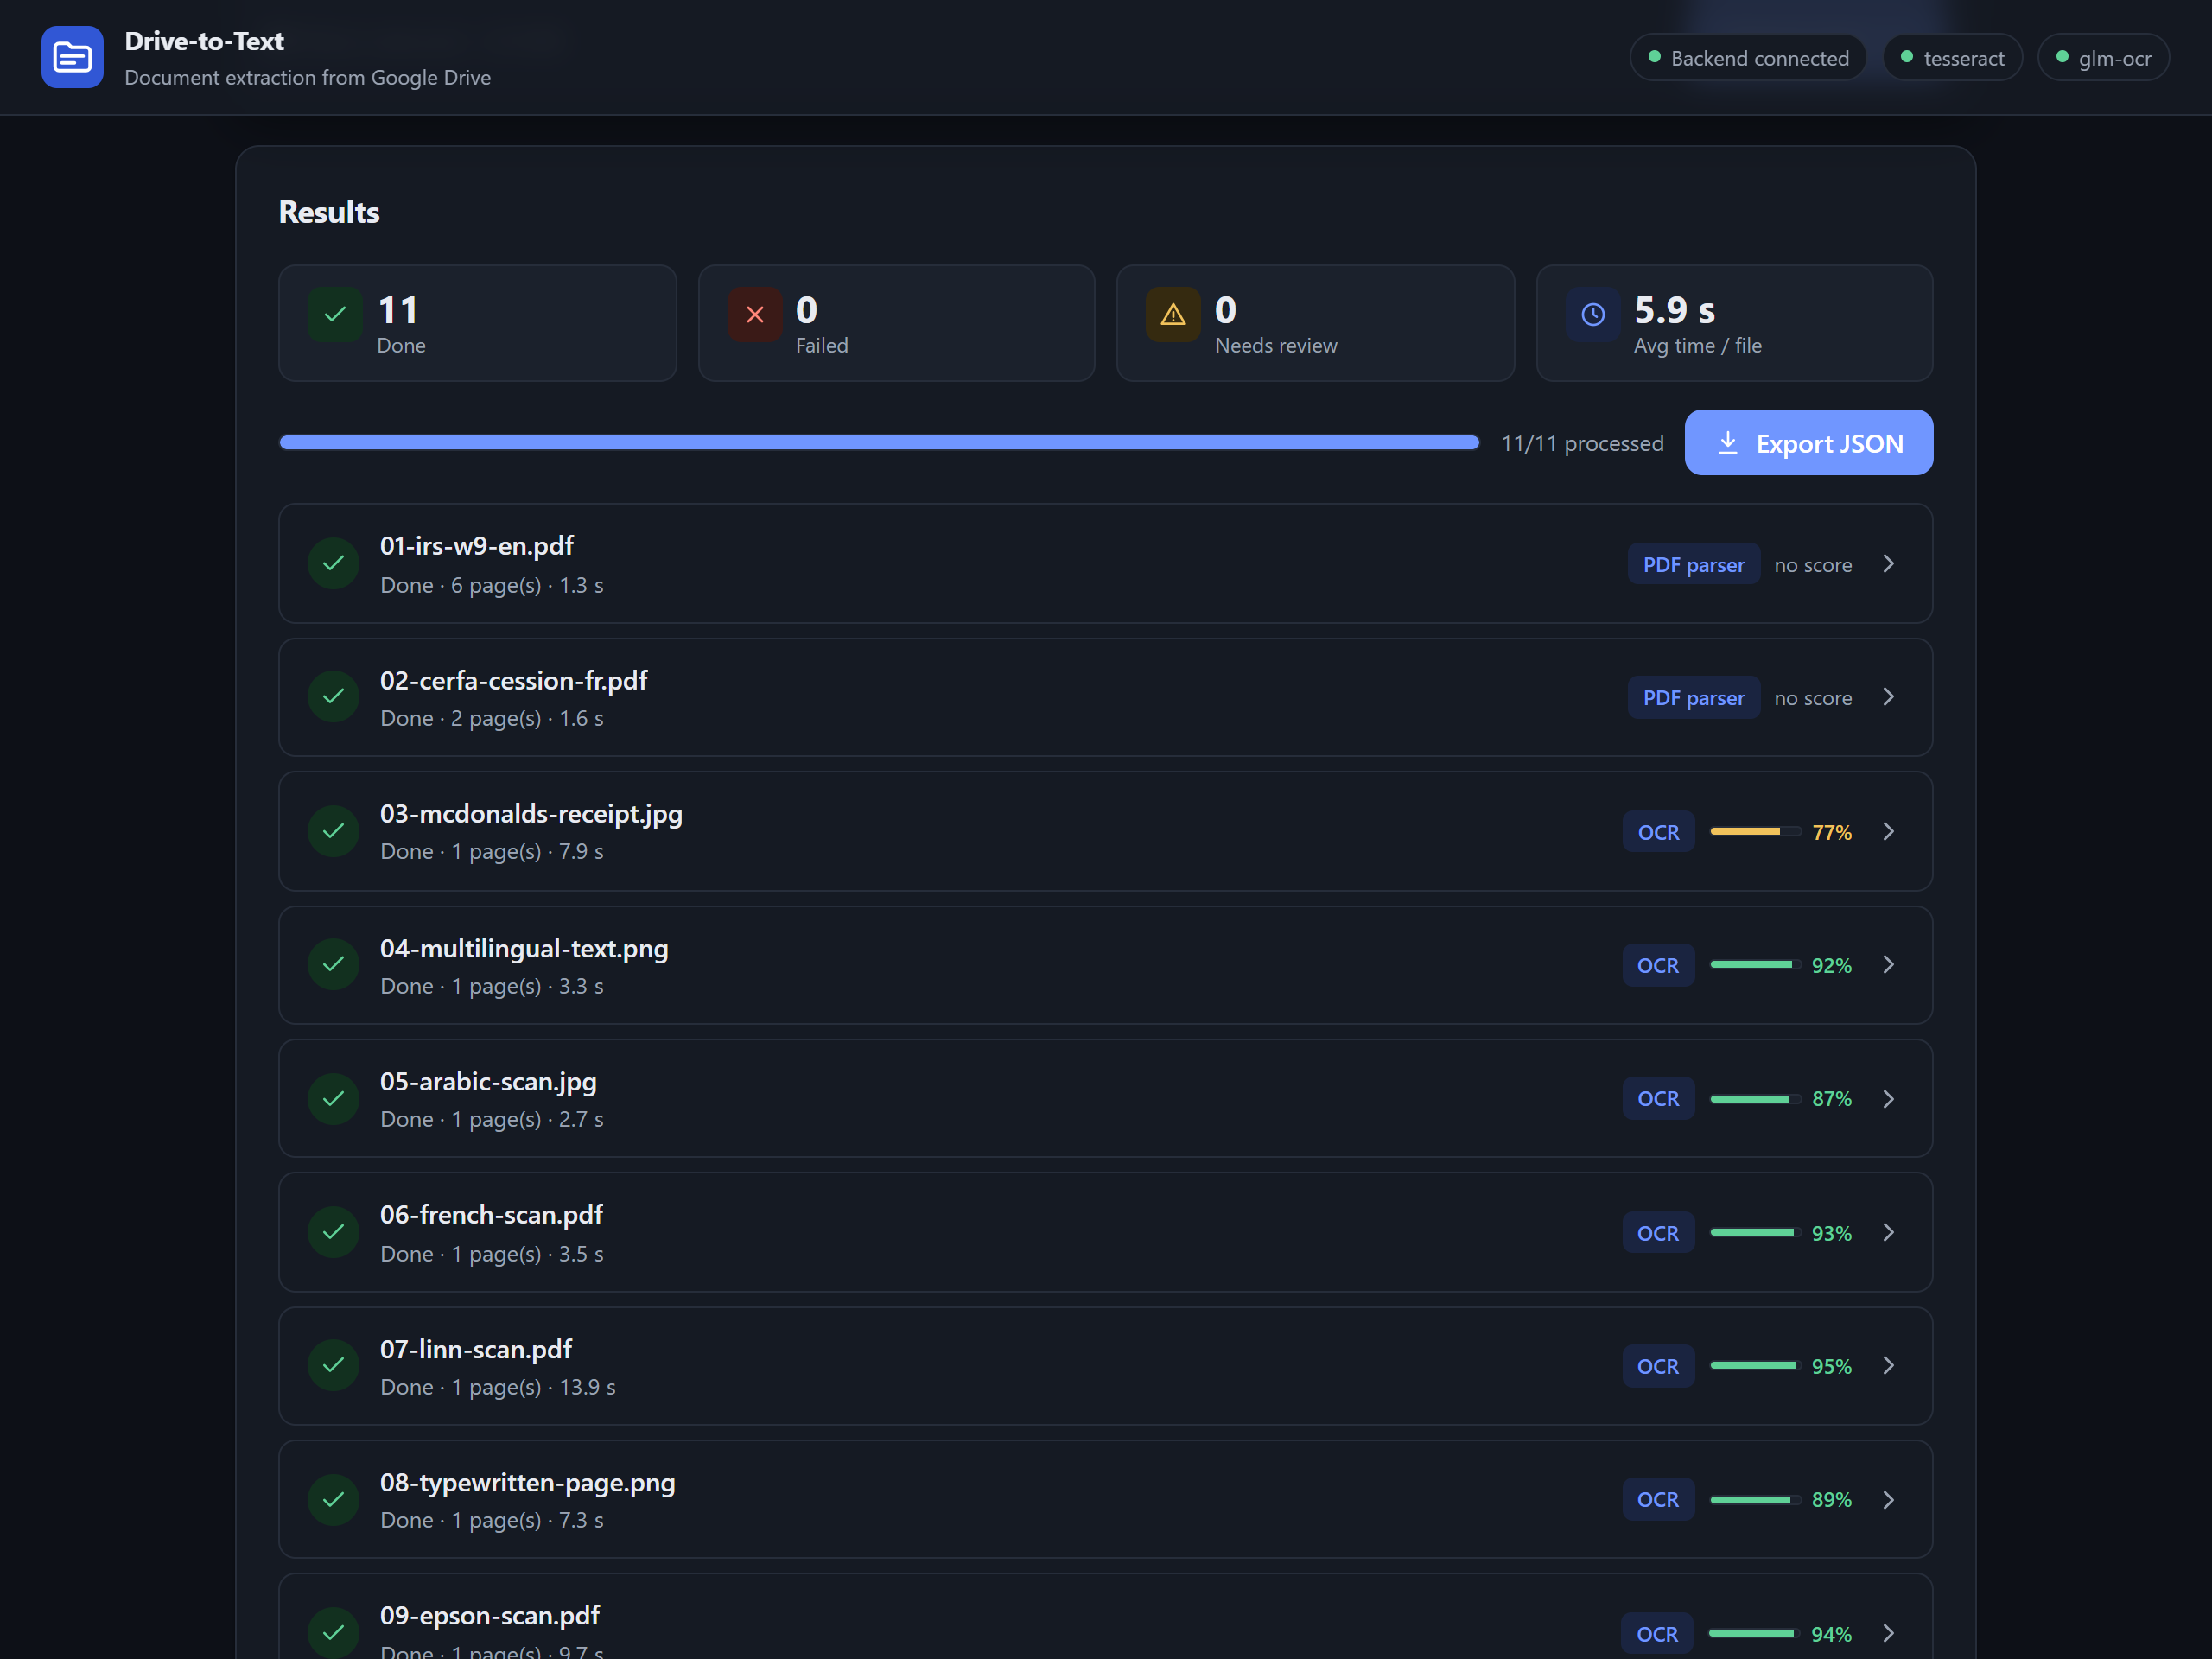 Drive-to-Text
Document extraction from Google Drive
Backend connected
tesseract
glm-ocr
Results
11
Done
0
Failed
0
Needs review
5.9 s
Avg time / file
11/11 processed
Export JSON
01-irs-w9-en.pdf
Done · 6 page(s) · 1.3 s
PDF parser
no score
02-cerfa-cession-fr.pdf
Done · 2 page(s) · 1.6 s
PDF parser
no score
03-mcdonalds-receipt.jpg
Done · 1 page(s) · 7.9 s
OCR
77%
04-multilingual-text.png
Done · 1 page(s) · 3.3 s
OCR
92%
05-arabic-scan.jpg
Done · 1 page(s) · 2.7 s
OCR
87%
06-french-scan.pdf
Done · 1 page(s) · 3.5 s
OCR
93%
07-linn-scan.pdf
Done · 1 page(s) · 13.9 s
OCR
95%
08-typewritten-page.png
Done · 1 page(s) · 7.3 s
OCR
89%
09-epson-scan.pdf
Done · 1 page(s) · 9.7 s
OCR
94%